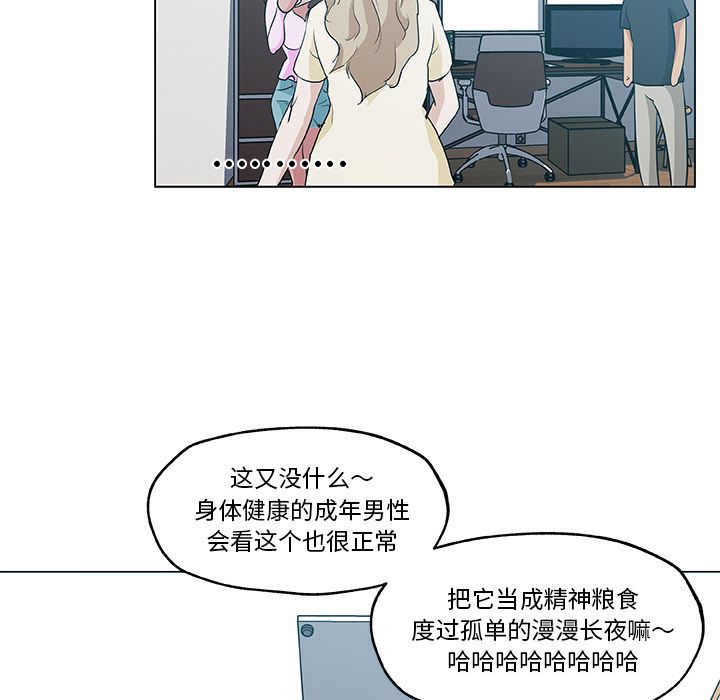 …………
这又没什么～
身体健康的成年男性
会看这个也很正常
把它当成精神粮食
度过孤单的漫漫长夜嘛～
哈哈哈哈哈哈哈哈